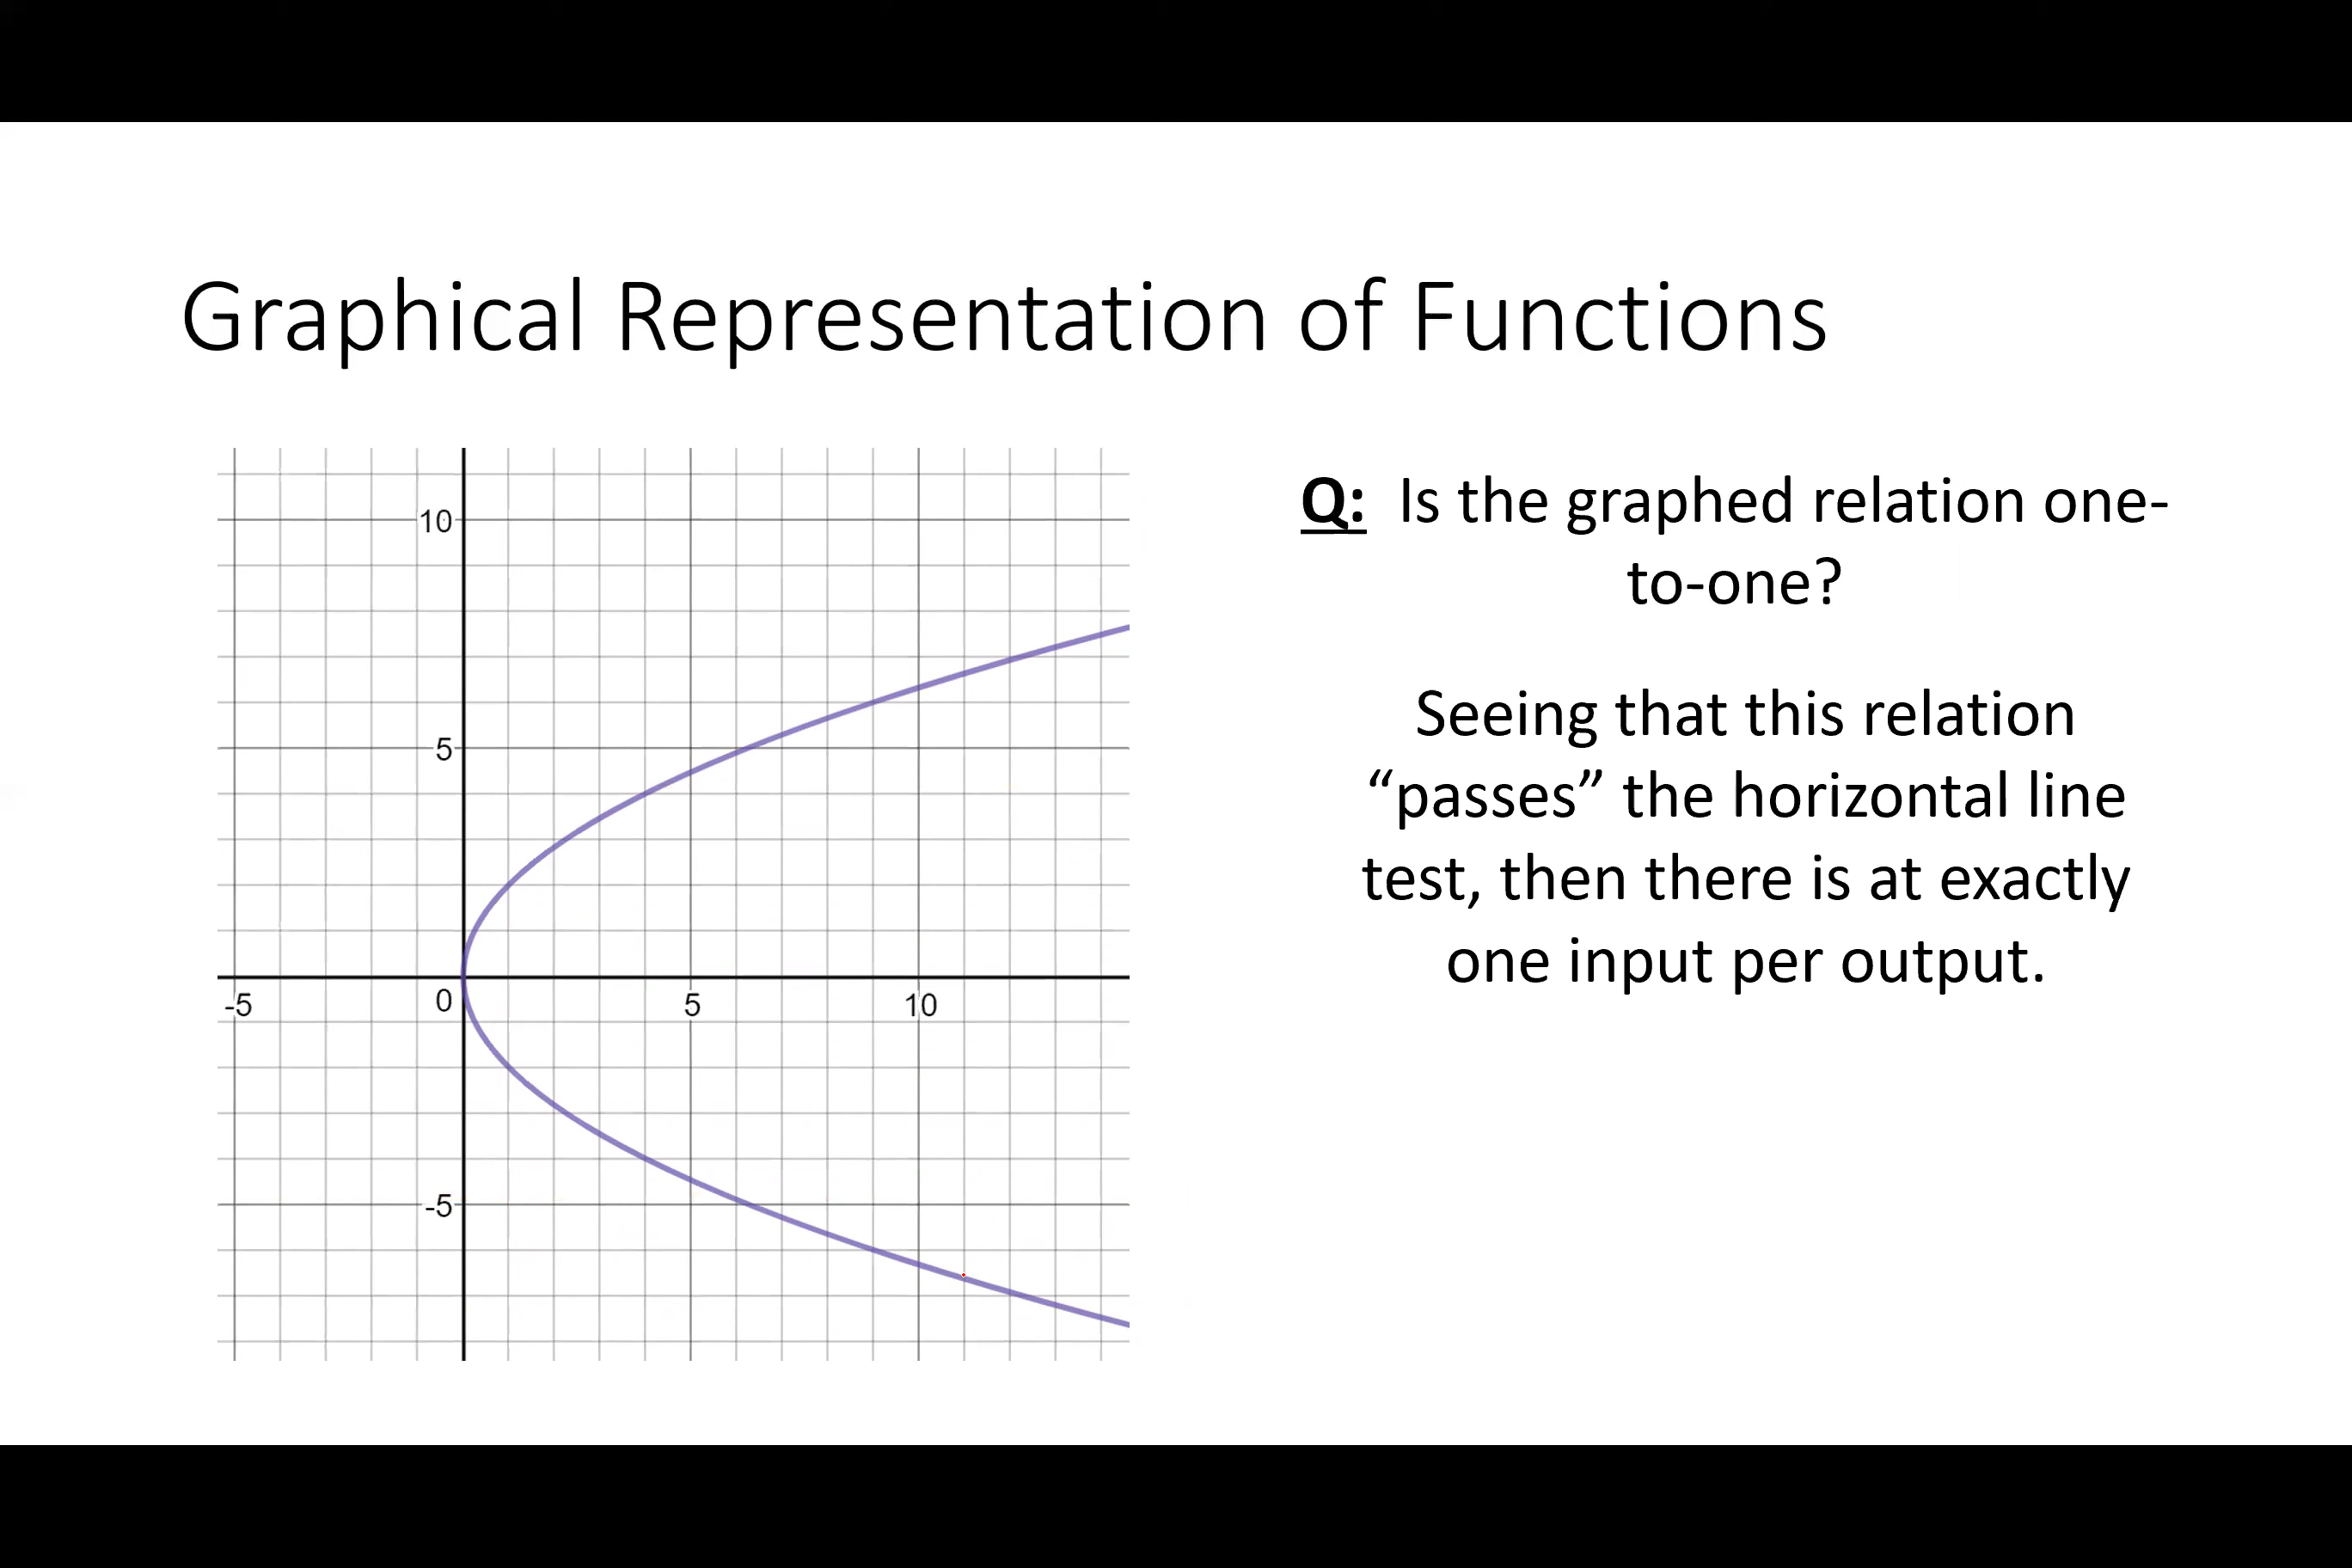 Graphical Representation of Functions
10
5
-5
0
5
10
-5
Q: Is the graphed relation one-
to-one?
Seeing that this relation
“passes” the horizontal line
test, then there is at exactly
one input per output.